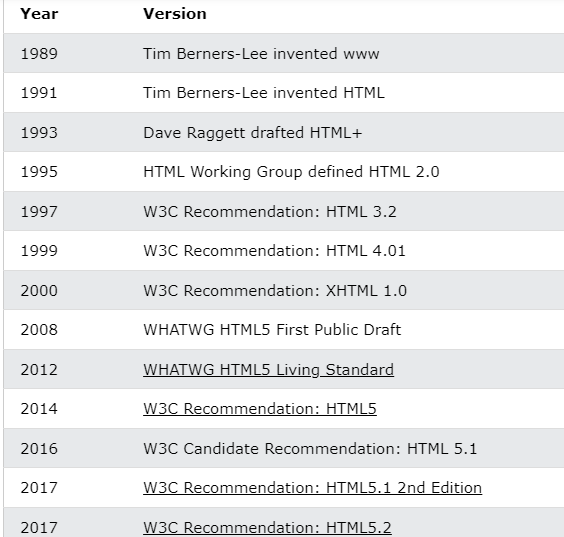 Year Version
1989 Tim Berners-Lee invented www
1991 Tim Berners-Lee invented HTML
1993 Dave Raggett drafted HTML+
1995 HTML Working Group defined HTML 2.0
1997 W3C Recommendation: HTML 3.2
1999 W3C Recommendation: HTML 4.01
2000 W3C Recommendation: XHTML 1.0
2008 WHATWG HTML5 First Public Draft
2012 WHATWG HTML5 Living Standard
2014 W3C Recommendation: HTML5
2016 W3C Candidate Recommendation: HTML 5.1
2017 W3C Recommendation: HTML5.1 2nd Edition
2017 W3C Recommendation: HTML5.2